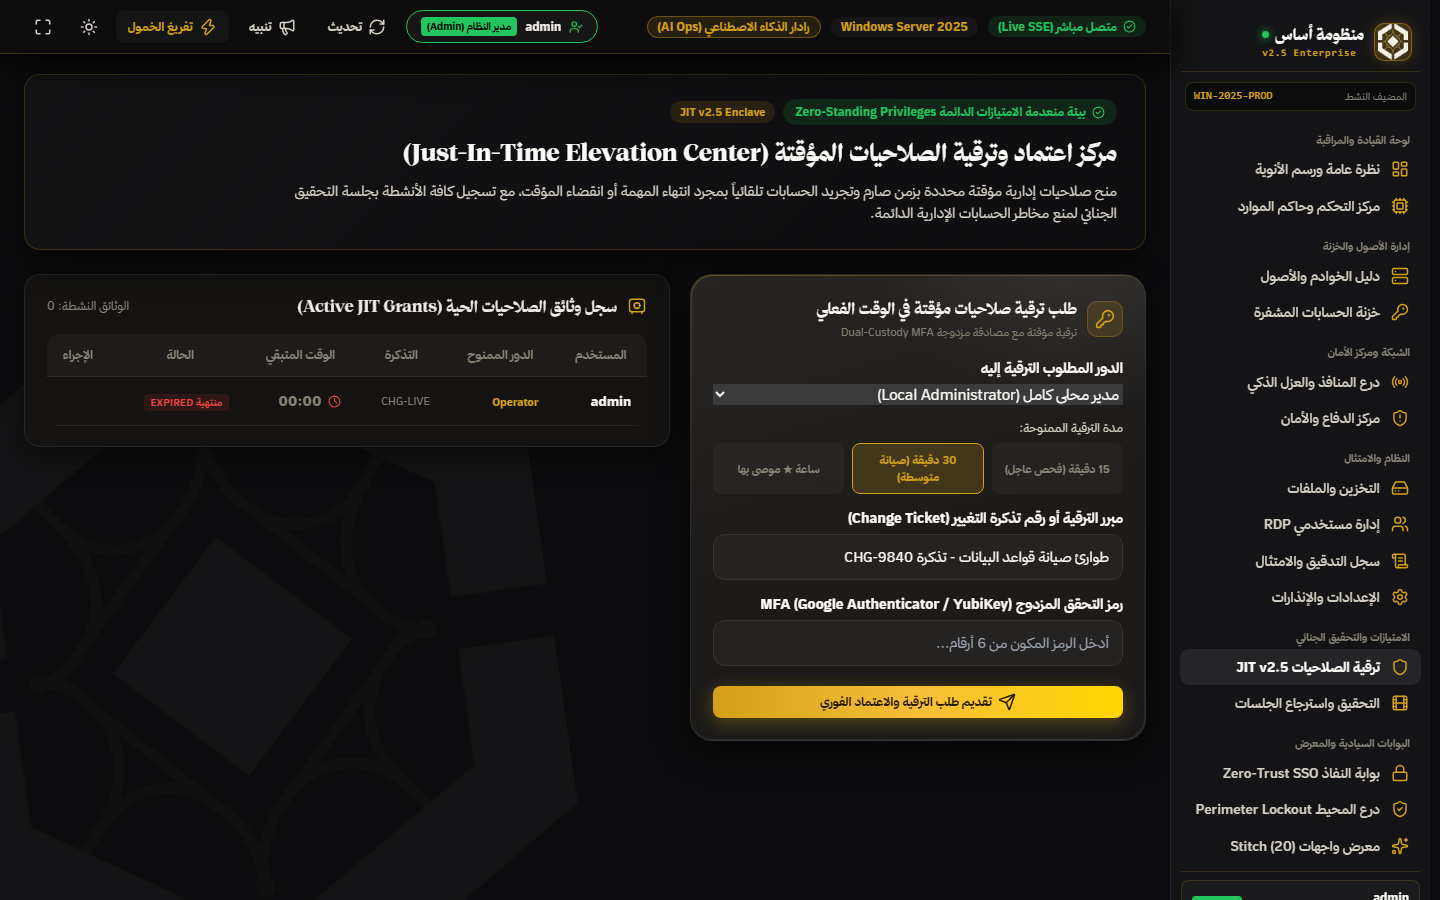 منظومة أساس
v2.5 Enterprise
المضيف النشط
WIN-2025-PROD
لوحة القيادة والمراقبة
نظرة عامة ورسم الأنوية
مركز التحكم وحاكم الموارد
إدارة الأصول والخزنة
دليل الخوادم والأصول
خزنة الحسابات المشفرة
الشبكة ومركز الأمان
درع المنافذ والعزل الذكي
مركز الدفاع والأمان
النظام والامتثال
التخزين والملفات
إدارة مستخدمي RDP
سجل التدقيق والامتثال
الإعدادات والإنذارات
الامتيازات والتحقيق الجنائي
ترقية الصلاحيات JIT v2.5
التحقيق واسترجاع الجلسات
البوابات السيادية والمعرض
بوابة النفاذ Zero-Trust SSO
درع المحيط Perimeter Lockout
معرض واجهات Stitch (20)
admin
متصل مباشر (Live SSE)
Windows Server 2025
رادار الذكاء الاصطناعي (AI Ops)
admin
مدير النظام (Admin)
تحديث
تنبيه
تفريغ الخمول
بيئة منعدمة الامتيازات الدائمة Zero-Standing Privileges
JIT v2.5 Enclave
مركز اعتماد وترقية الصلاحيات المؤقتة (Just-In-Time Elevation Center)
منح صلاحيات إدارية مؤقتة محددة بزمن صارم وتجريد الحسابات تلقائياً بمجرد انتهاء المهمة أو انقضاء المؤقت، مع تسجيل كافة الأنشطة بجلسة التحقيق
الجنائي لمنع مخاطر الحسابات الإدارية الدائمة.
طلب ترقية صلاحيات مؤقتة في الوقت الفعلي
ترقية مؤقتة مع مصادقة مزدوجة Dual-Custody MFA
الدور المطلوب الترقية إليه
مدير محلي كامل (Local Administrator)
مدة الترقية الممنوحة:
15 دقيقة (فحص عاجل)
30 دقيقة (صيانة
متوسطة)
ساعة ★ موصى بها
مبرر الترقية أو رقم تذكرة التغيير (Change Ticket)
طوارئ صيانة قواعد البيانات - تذكرة CHG-9840
رمز التحقق المزدوج MFA (Google Authenticator / YubiKey)
أدخل الرمز المكون من 6 أرقام...
تقديم طلب الترقية والاعتماد الفوري
سجل وثائق الصلاحيات الحية (Active JIT Grants)
الوثائق النشطة: 0
المستخدم	الدور الممنوح	التذكرة	الوقت المتبقي	الحالة	الإجراء
admin	Operator	CHG-LIVE	00:00	منتهية EXPIRED